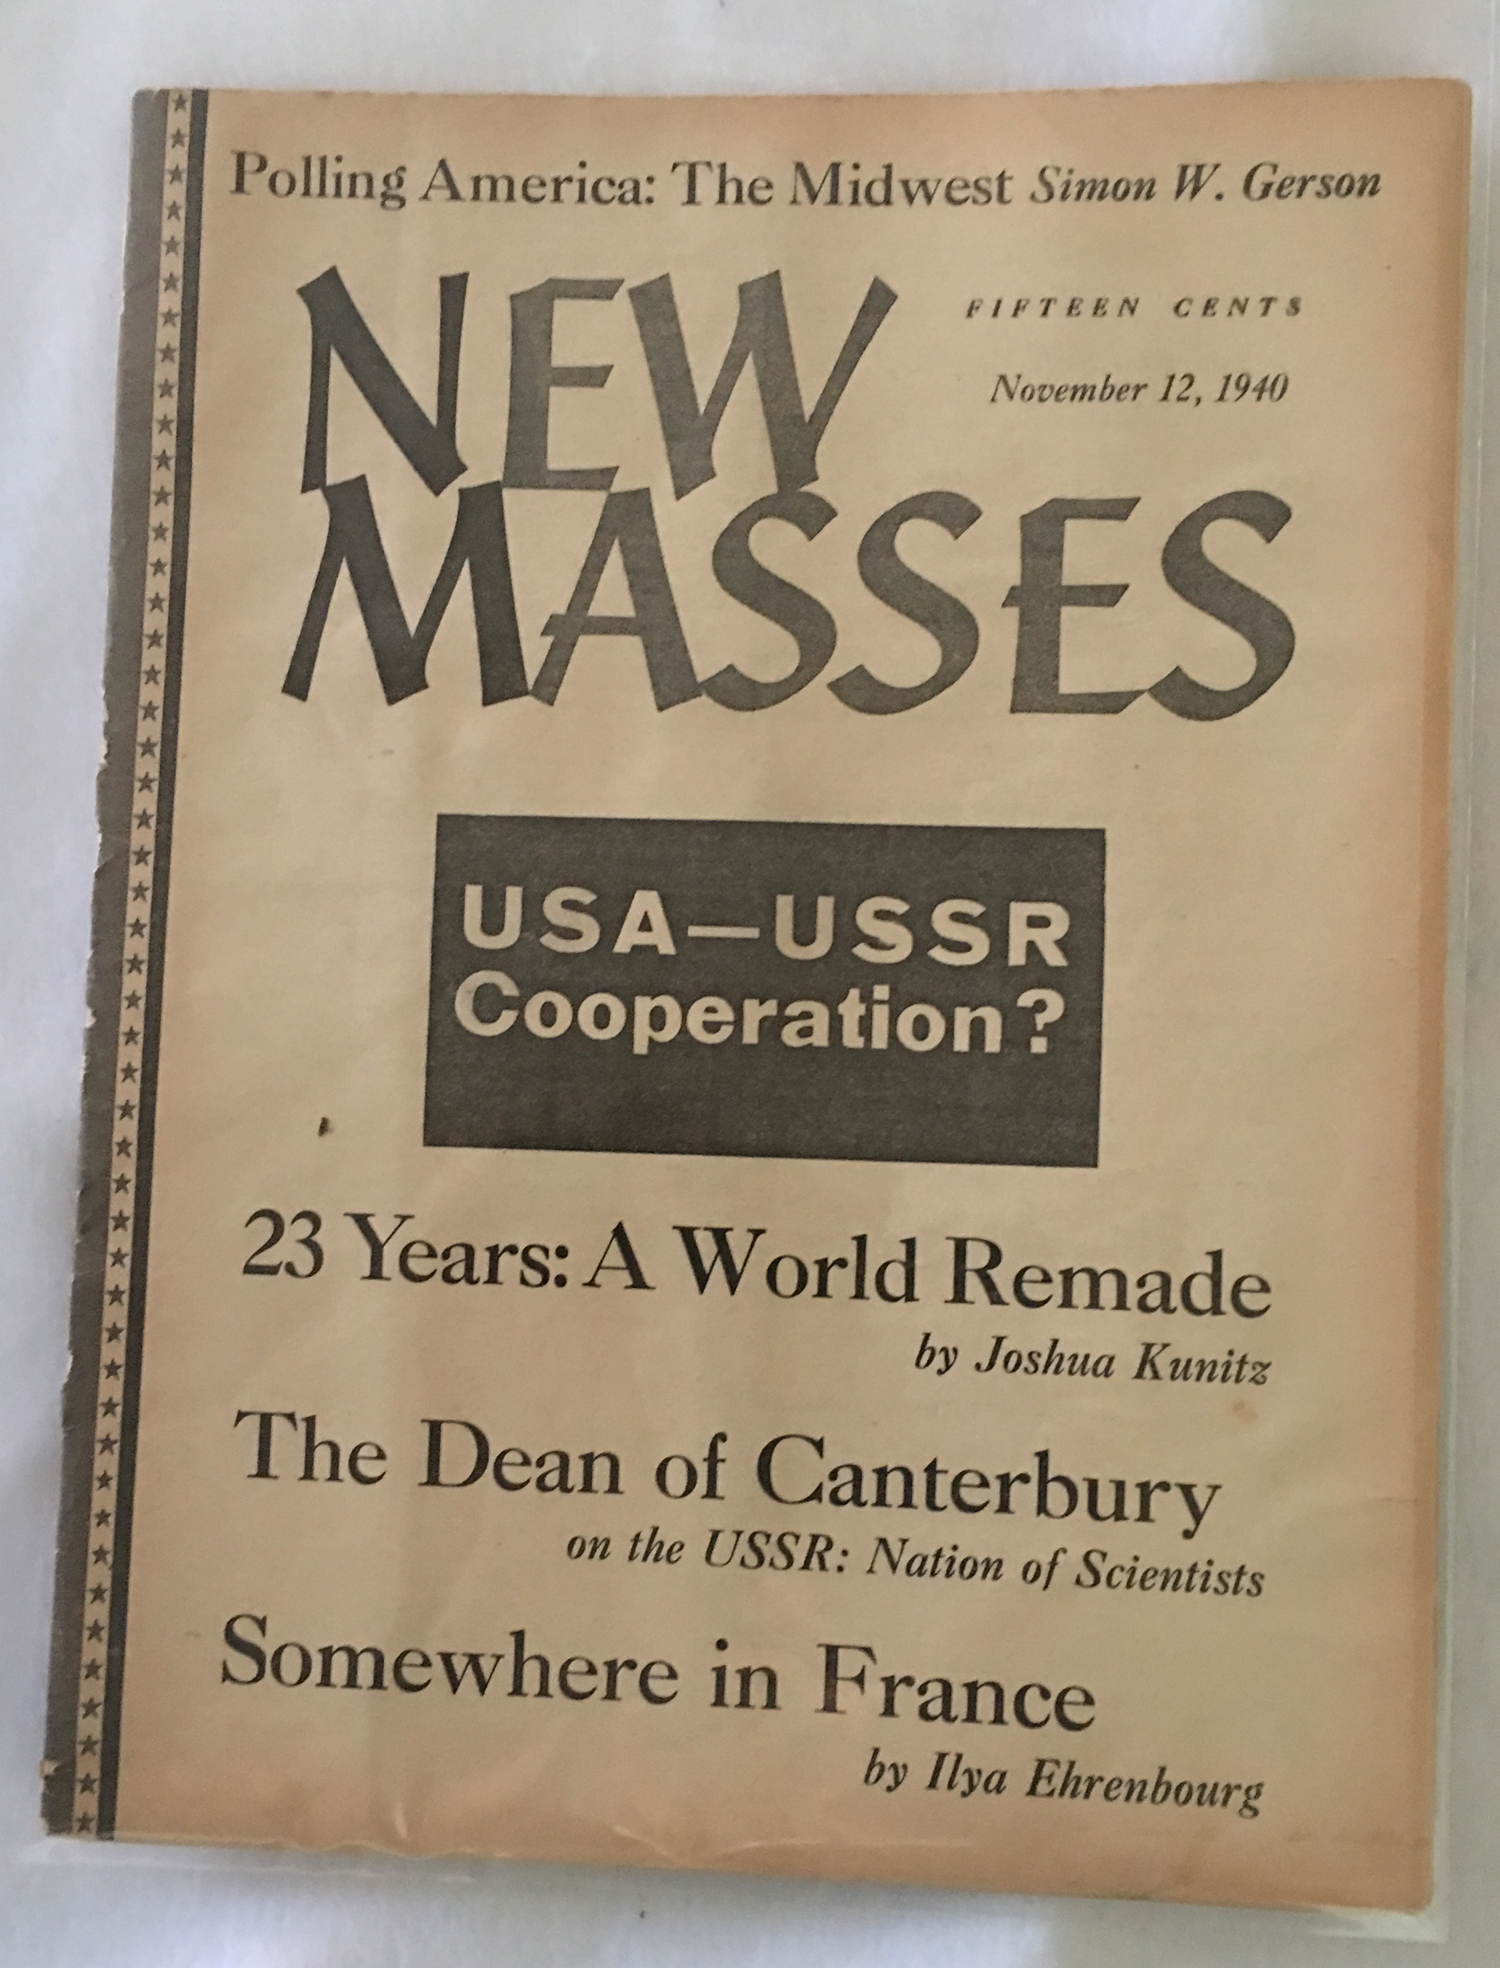 Polling America: The Midwest Simon W. Gerson
NEW
FIFTEEN CENTS
November 12, 1940
MASSES
USA—USSR
Cooperation?
23 Years: A World Remade
by Joshua Kunitz
The Dean of Canterbury
on the USSR: Nation of Scientists
Somewhere in France
by Ilya Ehrenbourg